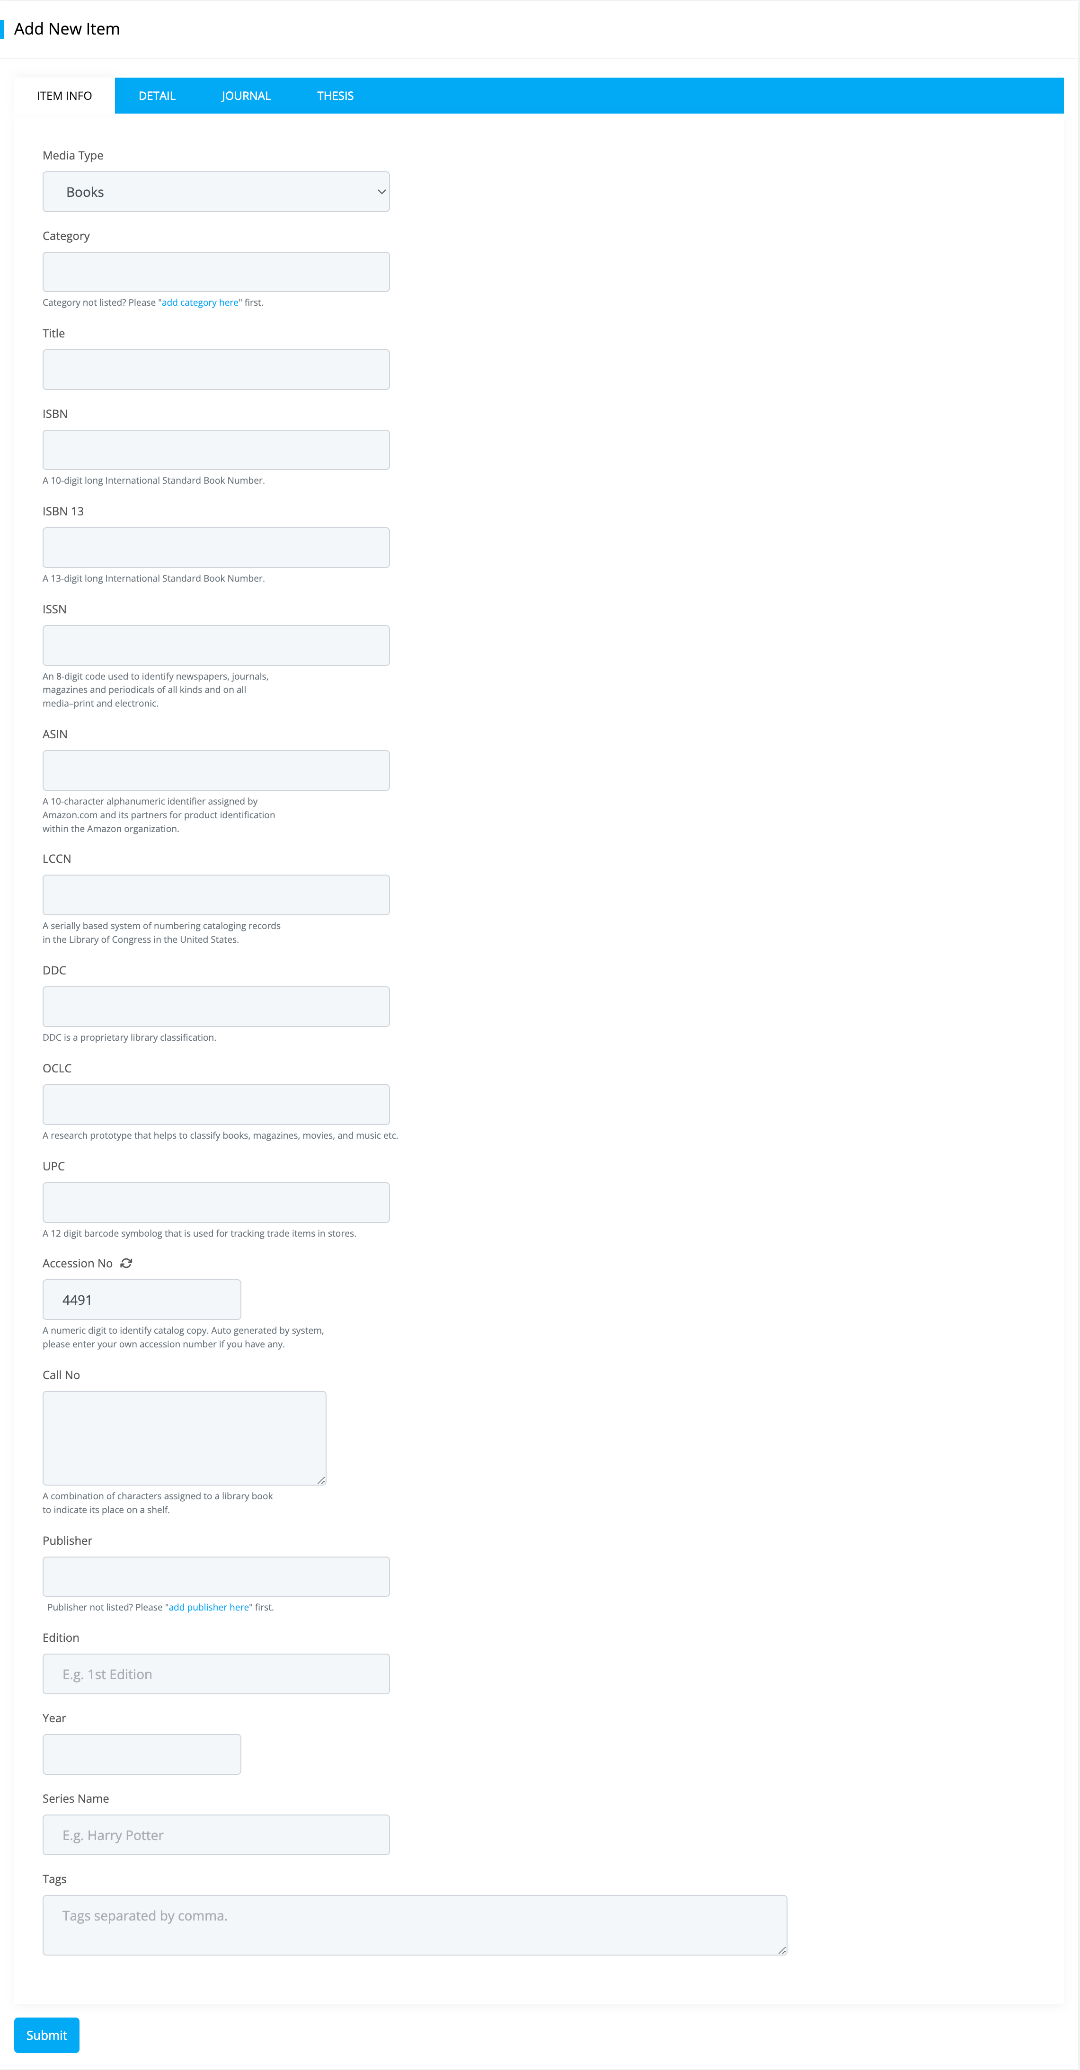 Add New Item
ITEM INFO DETAIL JOURNAL THESIS
Media Type
Books
Category
Category not listed? Please "add category here" first.
Title
ISBN
A 10-digit long International Standard Book Number.
ISBN 13
A 13-digit long International Standard Book Number.
ISSN
An 8-digit code used to identify newspapers, journals,
magazines and periodicals of all kinds and on all
media–print and electronic.
ASIN
A 10-character alphanumeric identifier assigned by
Amazon.com and its partners for product identification
within the Amazon organization.
LCCN
A serially based system of numbering cataloging records
in the Library of Congress in the United States.
DDC
DDC is a proprietary library classification.
OCLC
A research prototype that helps to classify books, magazines, movies, and music etc.
UPC
A 12 digit barcode symbolog that is used for tracking trade items in stores.
Accession No
4491
A numeric digit to identify catalog copy. Auto generated by system,
please enter your own accession number if you have any.
Call No
A combination of characters assigned to a library book
to indicate its place on a shelf.
Publisher
Publisher not listed? Please "add publisher here" first.
Edition
E.g. 1st Edition
Year
Series Name
E.g. Harry Potter
Tags
Tags separated by comma.
Submit